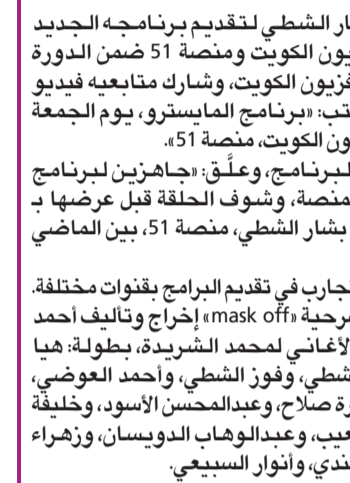 ار الشطي لتقديم برنامجه الجديد
يون الكويت ومنصة 51 ضمن الدورة
فزيون الكويت، وشارك متابعيه فيديو
تب: «برنامج المايسترو، يوم الجمعة
ون الكويت، منصة 51».
لبرنامج، وعلَّق: «جاهزين لبرنامج
لمنصة، وشوف الحلقة قبل عرضها بـ
بشار الشطي، منصة 51، بين الماضي
تجارب في تقديم البرامج بقنوات مختلفة.
رحية «mask off» إخراج وتأليف أحمد
لأغاني لمحمد الشريدة، بطولة: هيا
شطي، وفوز الشطي، وأحمد العوضي،
رة صلاح، وعبدالمحسن الأسود، وخليفة
عيب، وعبدالوهاب الدويسان، وزهراء
ندي، وأنوار السبيعي.